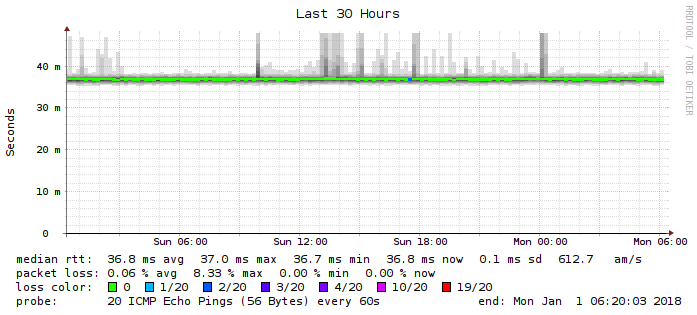 Last 30 Hours
RRDTOOL / TOBI OETIKER
Seconds
40 m
30 m
20 m
10 m
0
Sun 06:00 Sun 12:00 Sun 18:00 Mon 00:00 Mon 06:00
median rtt: 36.8 ms avg 37.0 ms max 36.7 ms min 36.8 ms now 0.1 ms sd 612.7 am/s
packet loss: 0.06 % avg 8.33 % max 0.00 % min 0.00 % now
loss color: 0 1/20 2/20 3/20 4/20 10/20 19/20
probe: 20 ICMP Echo Pings (56 Bytes) every 60s end: Mon Jan 1 06:20:03 2018